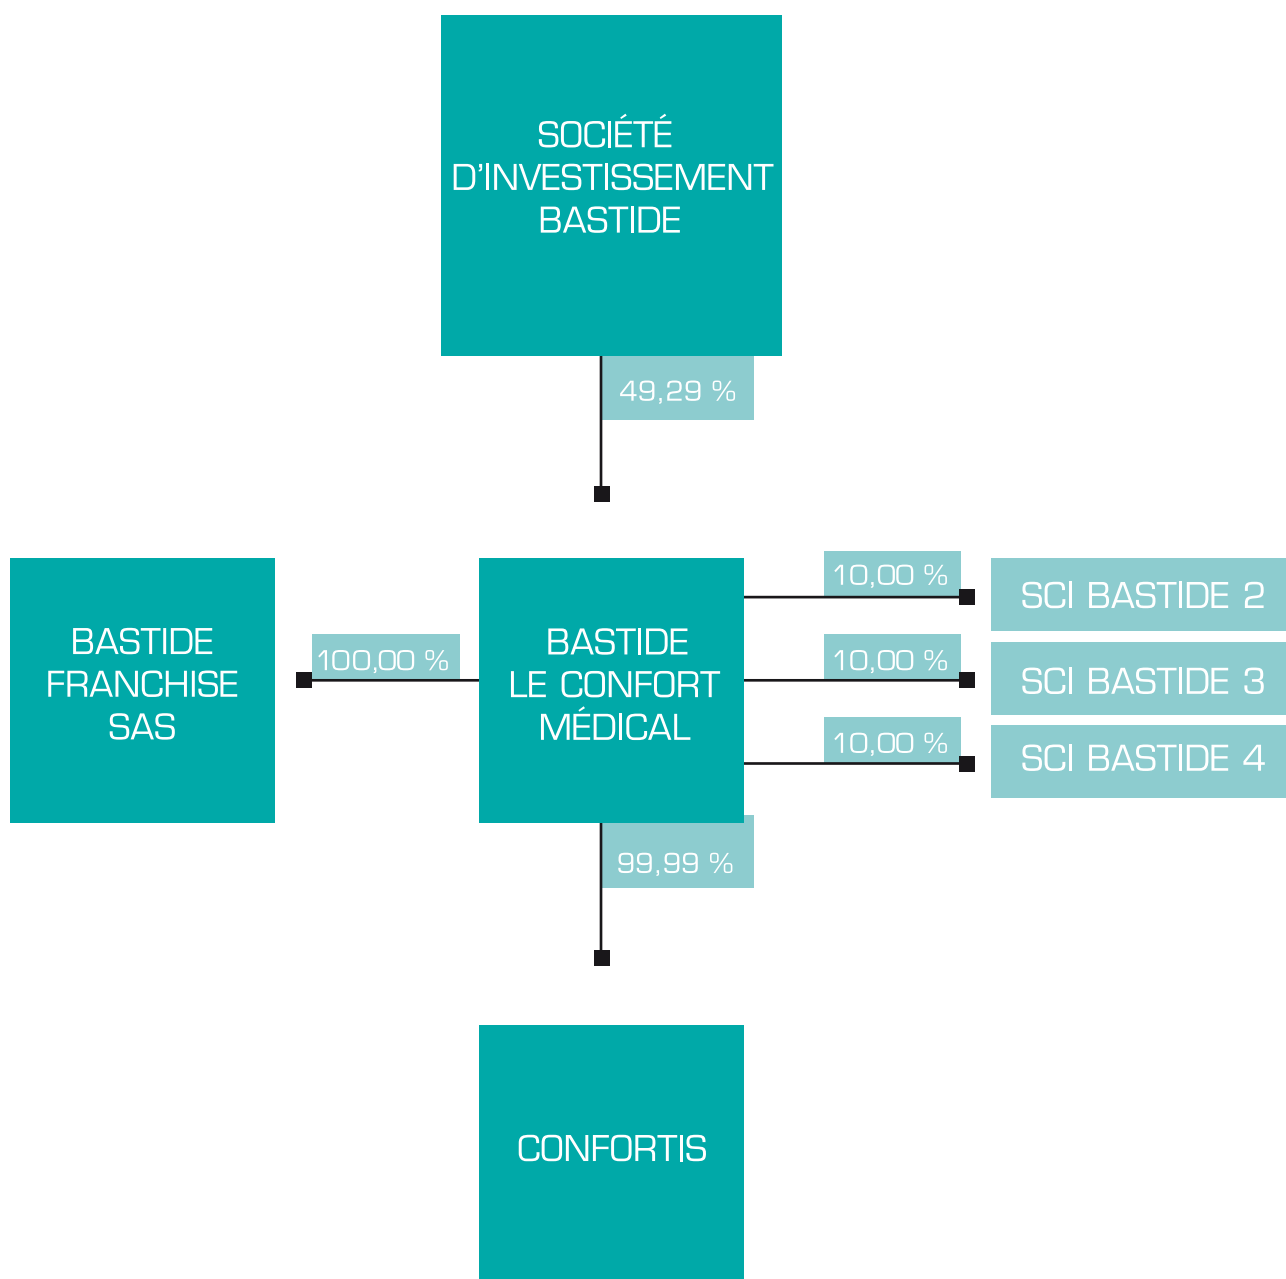 SOCIÉTÉ
D'INVESTISSEMENT
BASTIDE
49,29 %
BASTIDE
FRANCHISE
SAS
100,00 %
BASTIDE
LE CONFORT
MÉDICAL
10,00 %
SCI BASTIDE 2
10,00 %
SCI BASTIDE 3
10,00 %
SCI BASTIDE 4
99,99 %
CONFORTIS